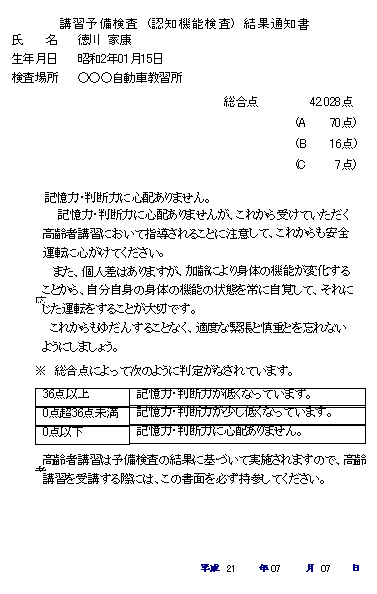 講習予備検査 (認知機能検査) 結果通知書
氏　　名　　徳川 家康
生年月日　　昭和2年01月15日
検査場所　　○○○自動車教習所
総合点　　42.028点
(A　　70点)
(B　　16点)
(C　　7点)
記憶力・判断力に心配ありません。
記憶力・判断力に心配ありませんが、これから受けていただく
高齢者講習において指導されることに注意して、これからも安全
運転に心がけてください。
また、個人差はありますが、加齢により身体の機能が変化する
ことから、自分自身の身体の機能の状態を常に自覚して、それに
応じた運転をすることが大切です。
これからもゆだんすることなく、適度な緊張と慎重とを忘れない
ようにしましょう。
※　総合点によって次のように判定がなされています。
36点以上　　記憶力・判断力が低くなっています。
0点超36点未満　　記憶力・判断力が少し低くなっています。
0点以下　　記憶力・判断力に心配ありません。
高齢者講習は予備検査の結果に基づいて実施されますので、高齢
者講習を受講する際には、この書面を必ず持参してください。
平成　21　　年07　　月 07　　日